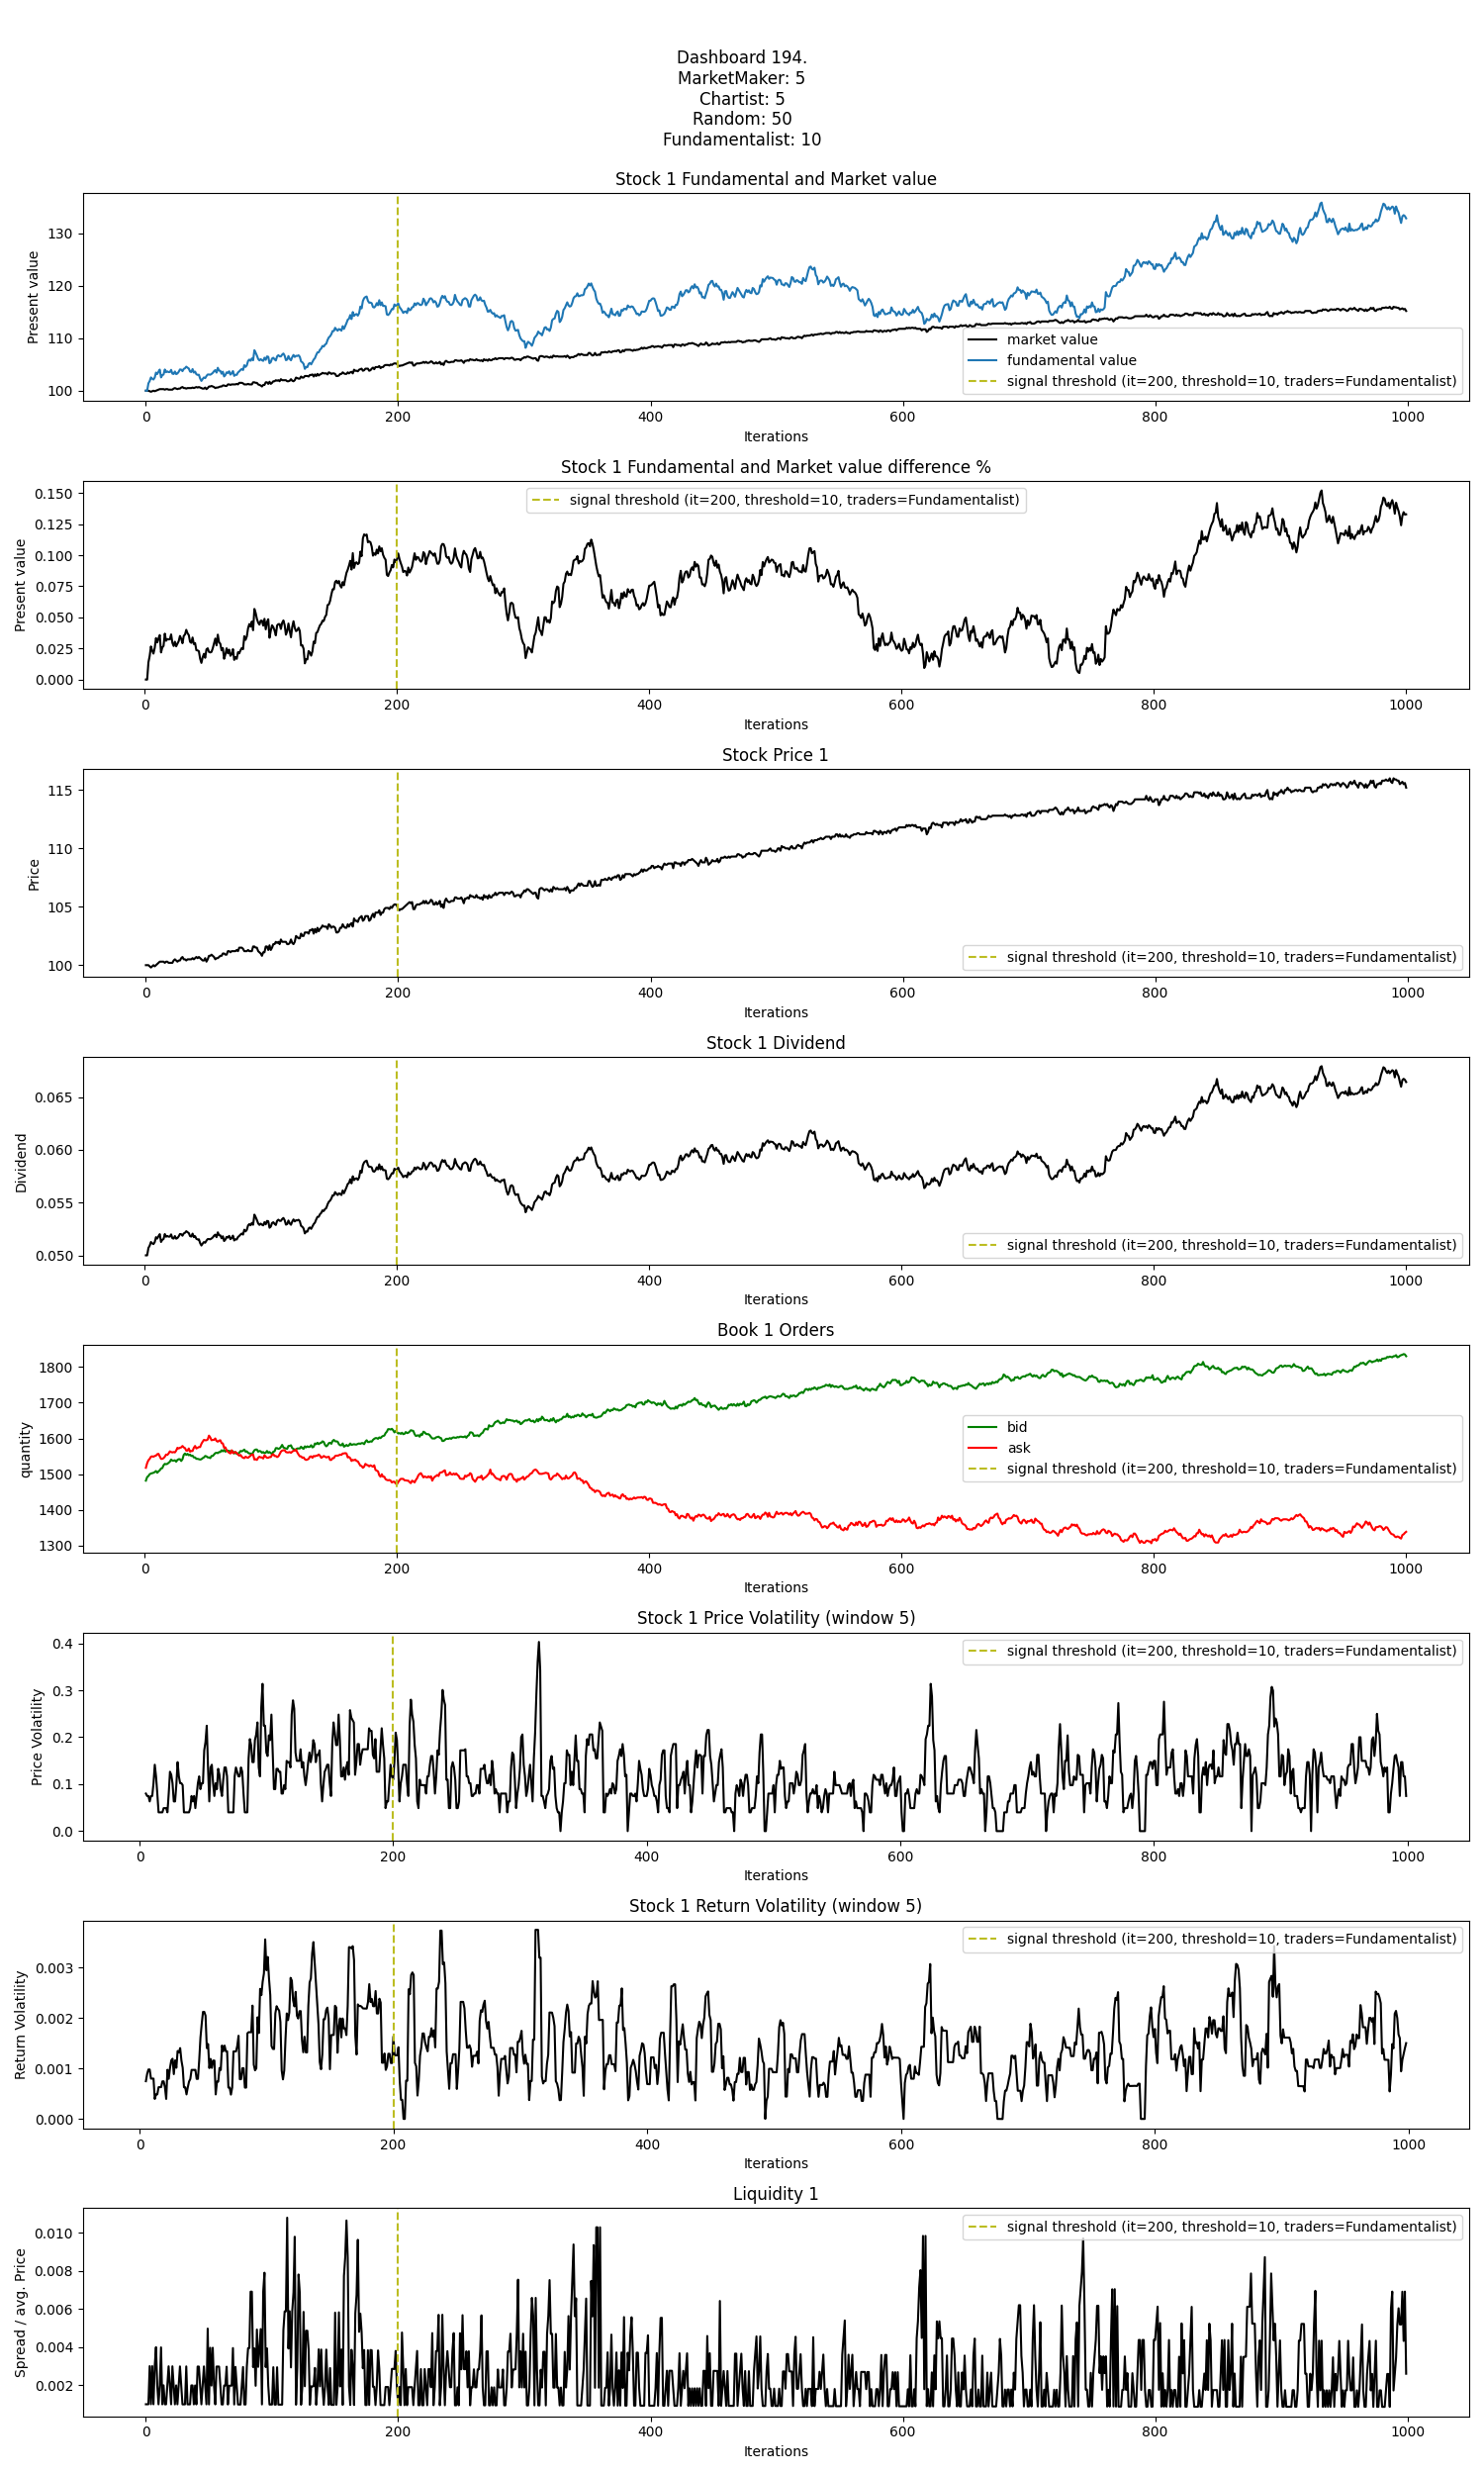 Dashboard 194.
MarketMaker: 5
Chartist: 5
Random: 50
Fundamentalist: 10
Stock 1 Fundamental and Market value
Present value
130
120
110
100
market value
fundamental value
signal threshold (it=200, threshold=10, traders=Fundamentalist)
0 200 400 600 800 1000
Iterations
Stock 1 Fundamental and Market value difference %
Present value
0.150
0.125
0.100
0.075
0.050
0.025
0.000
signal threshold (it=200, threshold=10, traders=Fundamentalist)
0 200 400 600 800 1000
Iterations
Stock Price 1
Price
115
110
105
100
signal threshold (it=200, threshold=10, traders=Fundamentalist)
0 200 400 600 800 1000
Iterations
Stock 1 Dividend
Dividend
0.065
0.060
0.055
0.050
signal threshold (it=200, threshold=10, traders=Fundamentalist)
0 200 400 600 800 1000
Iterations
Book 1 Orders
quantity
1800
1700
1600
1500
1400
1300
bid
ask
signal threshold (it=200, threshold=10, traders=Fundamentalist)
0 200 400 600 800 1000
Iterations
Stock 1 Price Volatility (window 5)
Price Volatility
0.4
0.3
0.2
0.1
0.0
signal threshold (it=200, threshold=10, traders=Fundamentalist)
0 200 400 600 800 1000
Iterations
Stock 1 Return Volatility (window 5)
Return Volatility
0.003
0.002
0.001
0.000
signal threshold (it=200, threshold=10, traders=Fundamentalist)
0 200 400 600 800 1000
Iterations
Liquidity 1
Spread / avg. Price
0.010
0.008
0.006
0.004
0.002
signal threshold (it=200, threshold=10, traders=Fundamentalist)
0 200 400 600 800 1000
Iterations